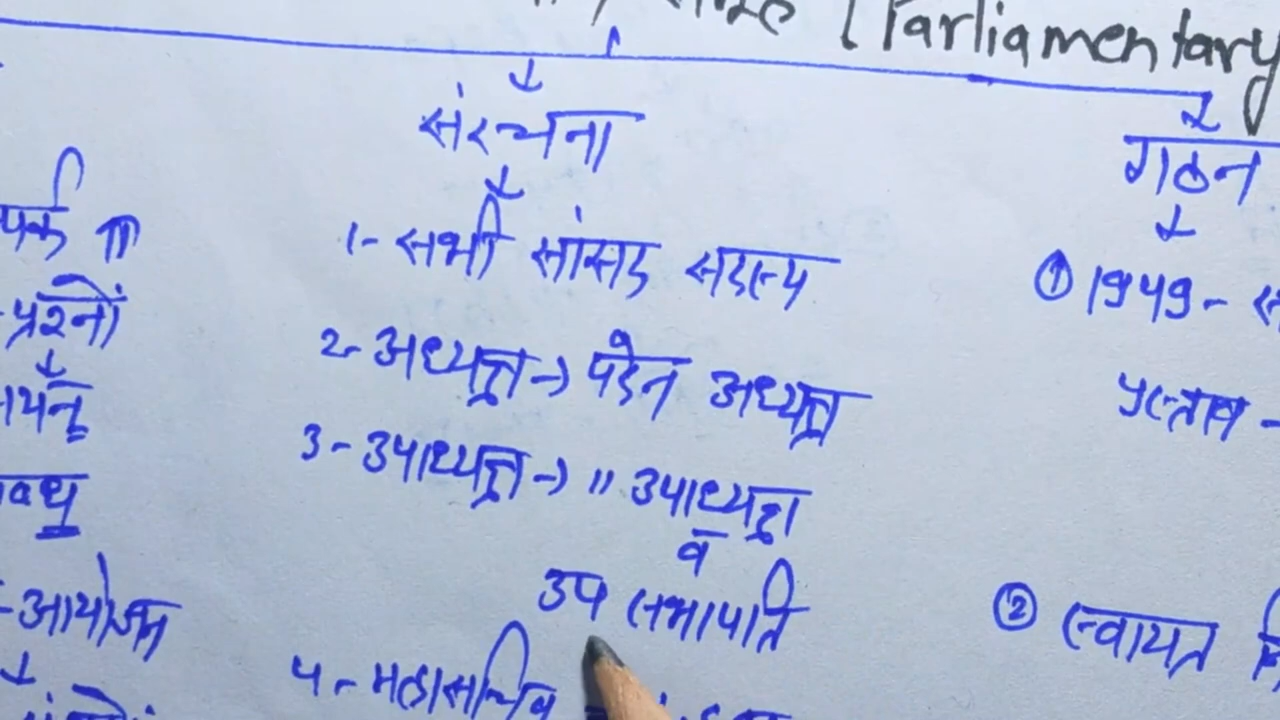 (Parliamentary
संरचना
गठन
1- सभी सांसद सदस्य
① 1949 -
प्रश्नों
2- अध्यक्ष → पदेन अध्यक्ष
प्रस्ताव -
3- उपाध्यक्ष → " उपाध्यक्ष
व
उप सभापति
आयोजन
② स्वायत
4 - महासचिव